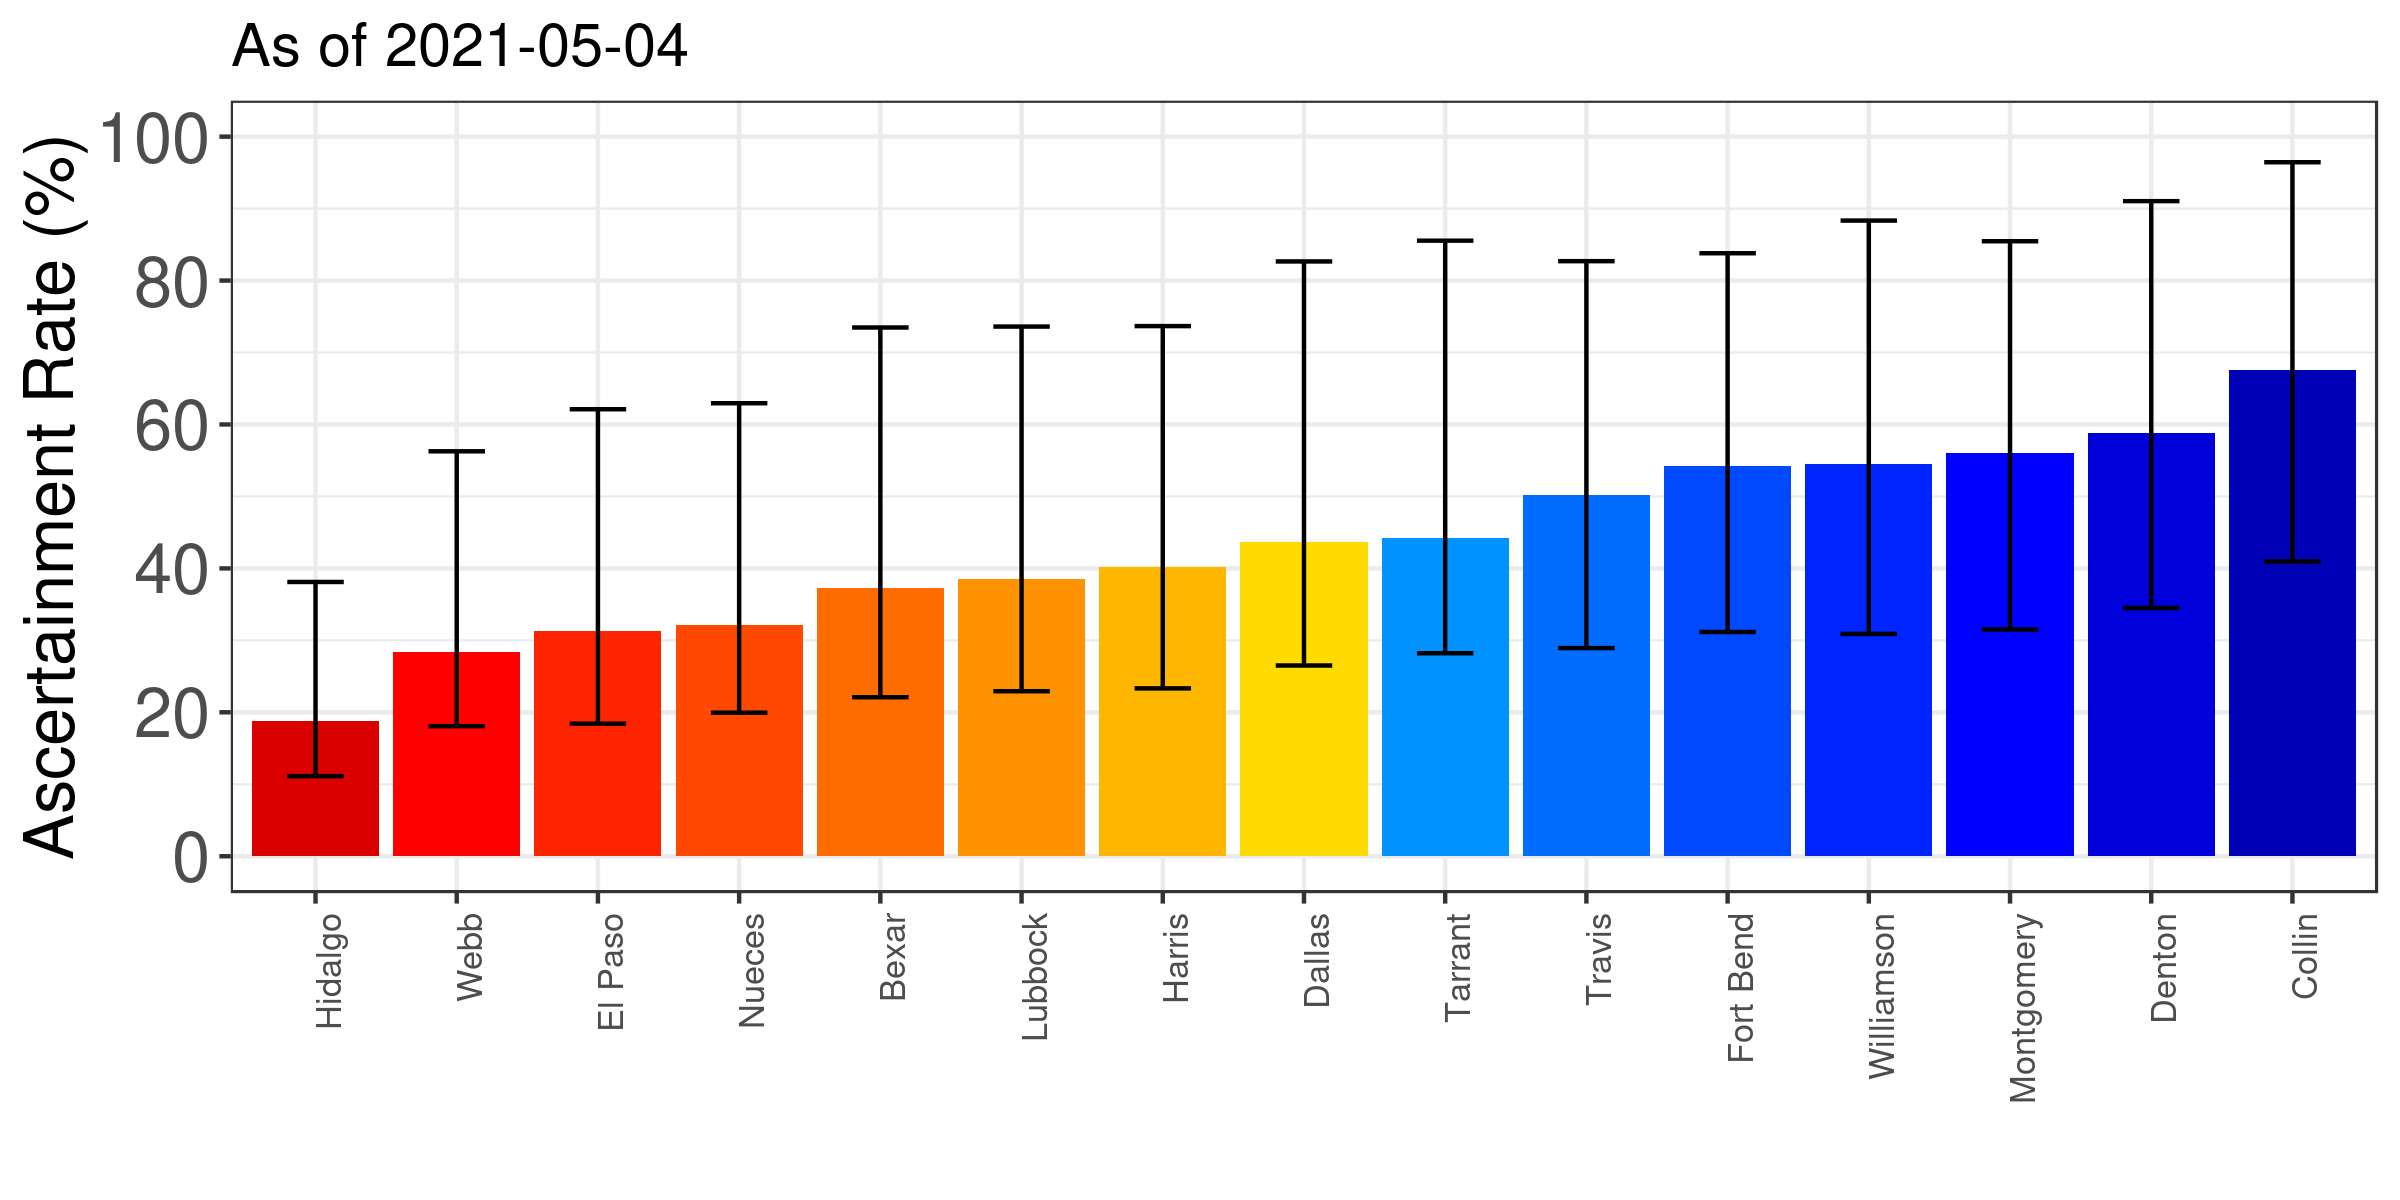 As of 2021-05-04
Ascertainment Rate (%)
100
80
60
40
20
0
Hidalgo
Webb
El Paso
Nueces
Bexar
Lubbock
Harris
Dallas
Tarrant
Travis
Fort Bend
Williamson
Montgomery
Denton
Collin